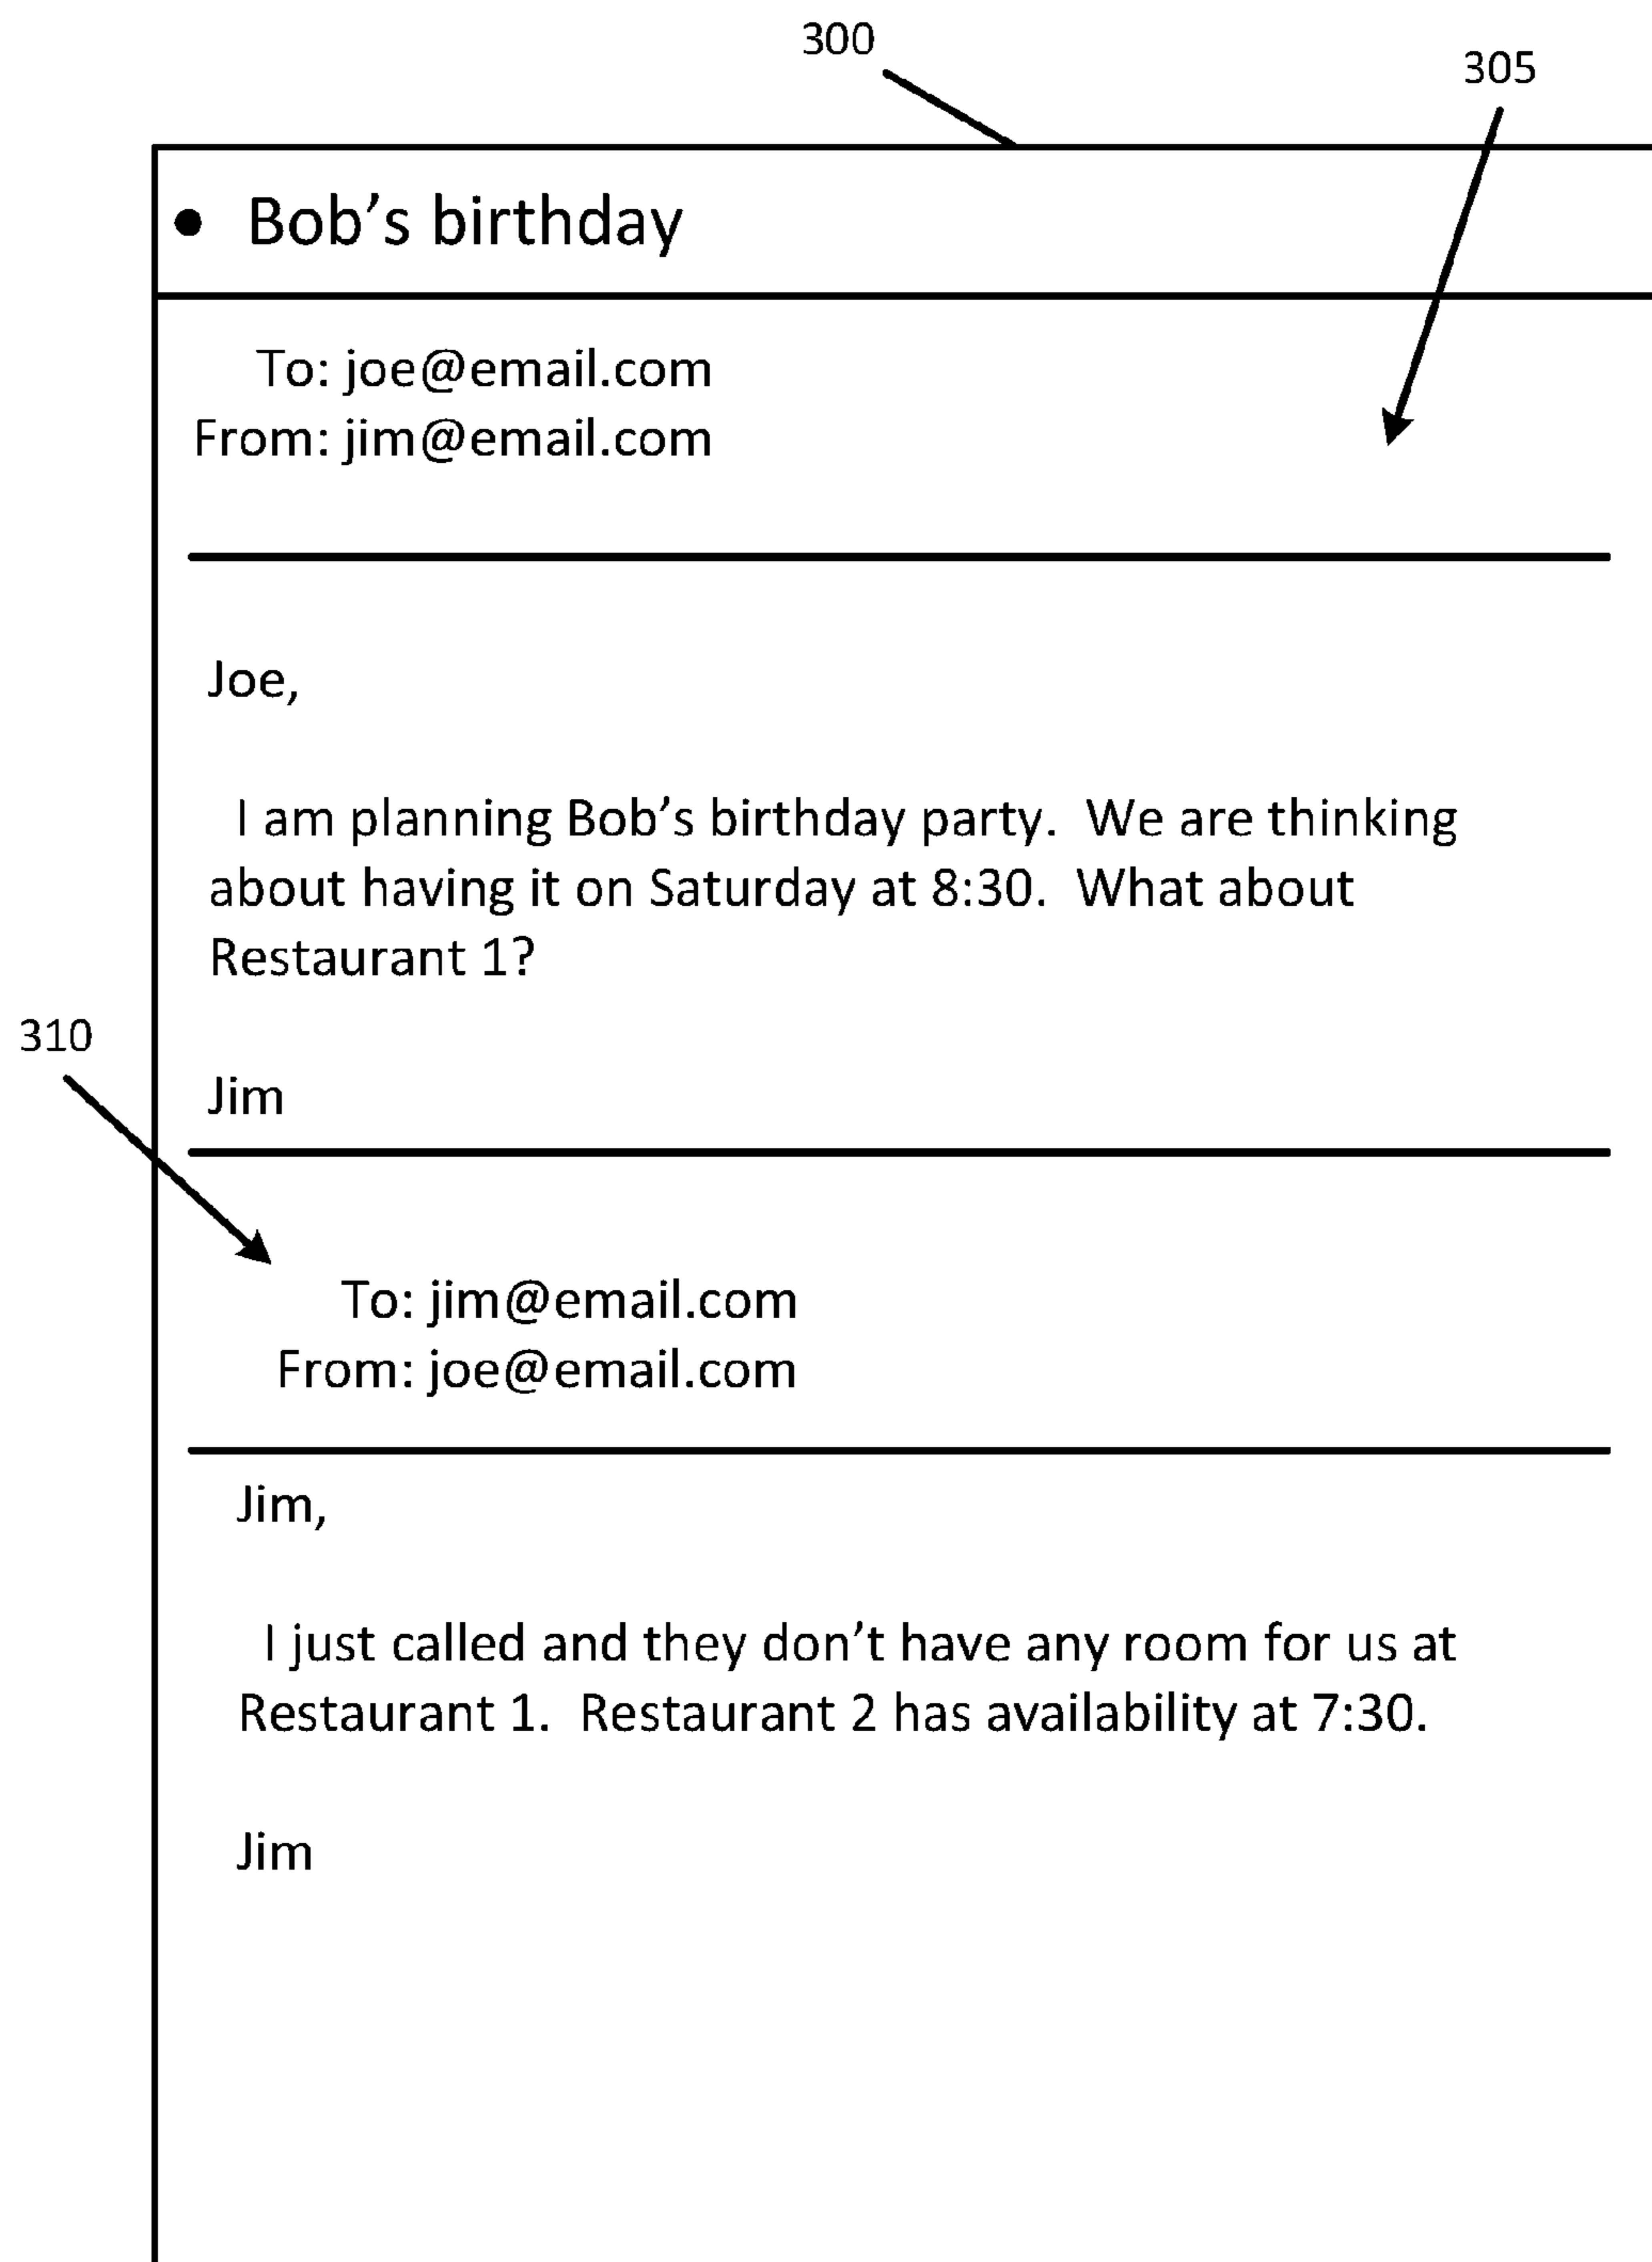 300
305
• Bob's birthday
To: joe@email.com
From: jim@email.com
Joe,
I am planning Bob's birthday party.  We are thinking
about having it on Saturday at 8:30.  What about
Restaurant 1?
310
Jim
To: jim@email.com
From: joe@email.com
Jim,
I just called and they don't have any room for us at
Restaurant 1.  Restaurant 2 has availability at 7:30.
Jim